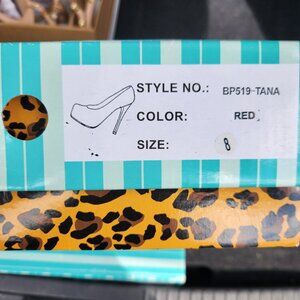 STYLE NO.: BP519-TANA
COLOR: RED
SIZE: 8